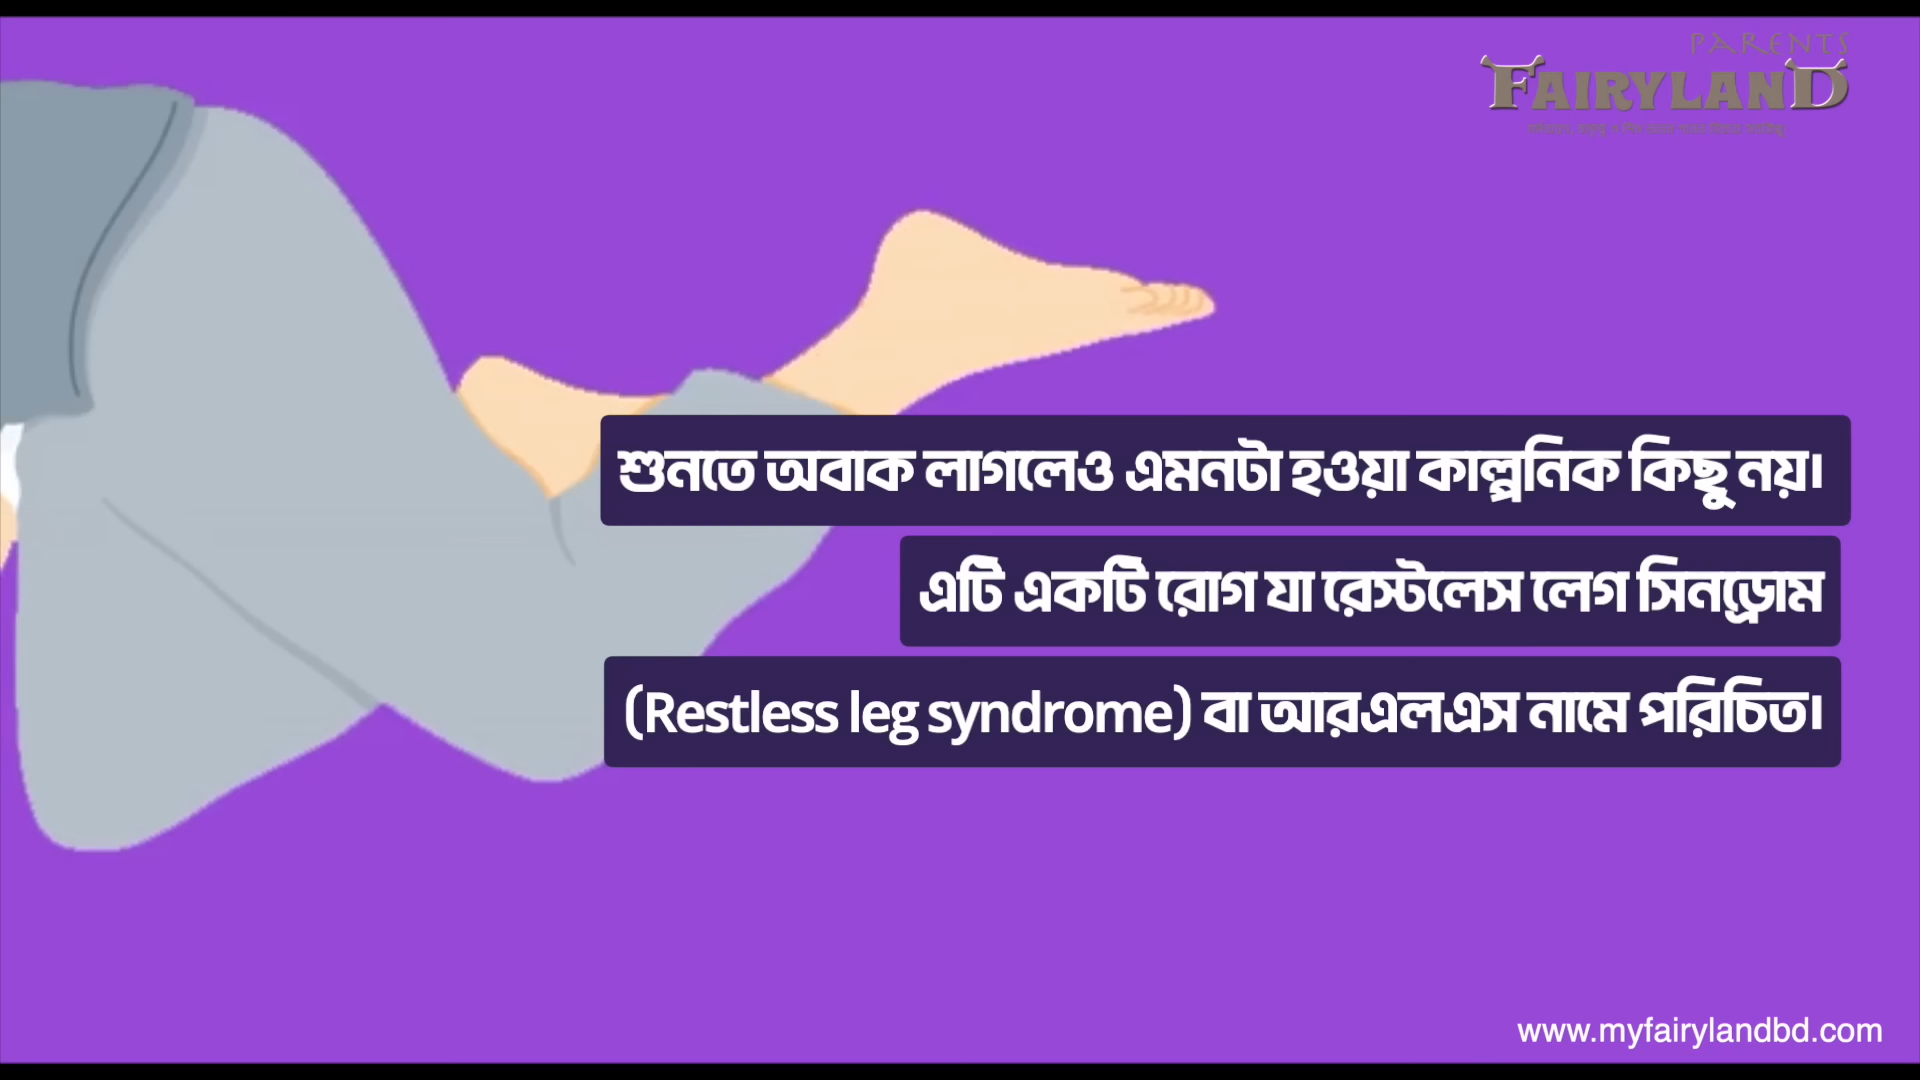 PARENTS
FAIRYLAND
শুনতে অবাক লাগলেও এমনটা হওয়া কাল্পনিক কিছু নয়।
এটি একটি রোগ যা রেস্টলেস লেগ সিনড্রোম
(Restless leg syndrome) বা আরএলএস নামে পরিচিত।
www.myfairylandbd.com